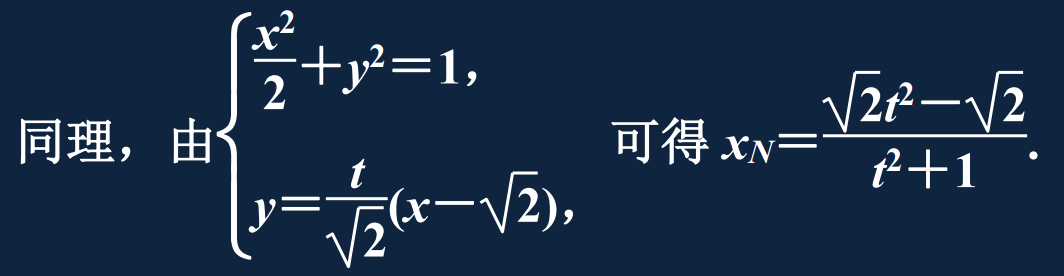 同理，由{x²/2+y²=1, y=t/√2(x−√2), 可得 x_N=(√2t²−√2)/(t²+1).